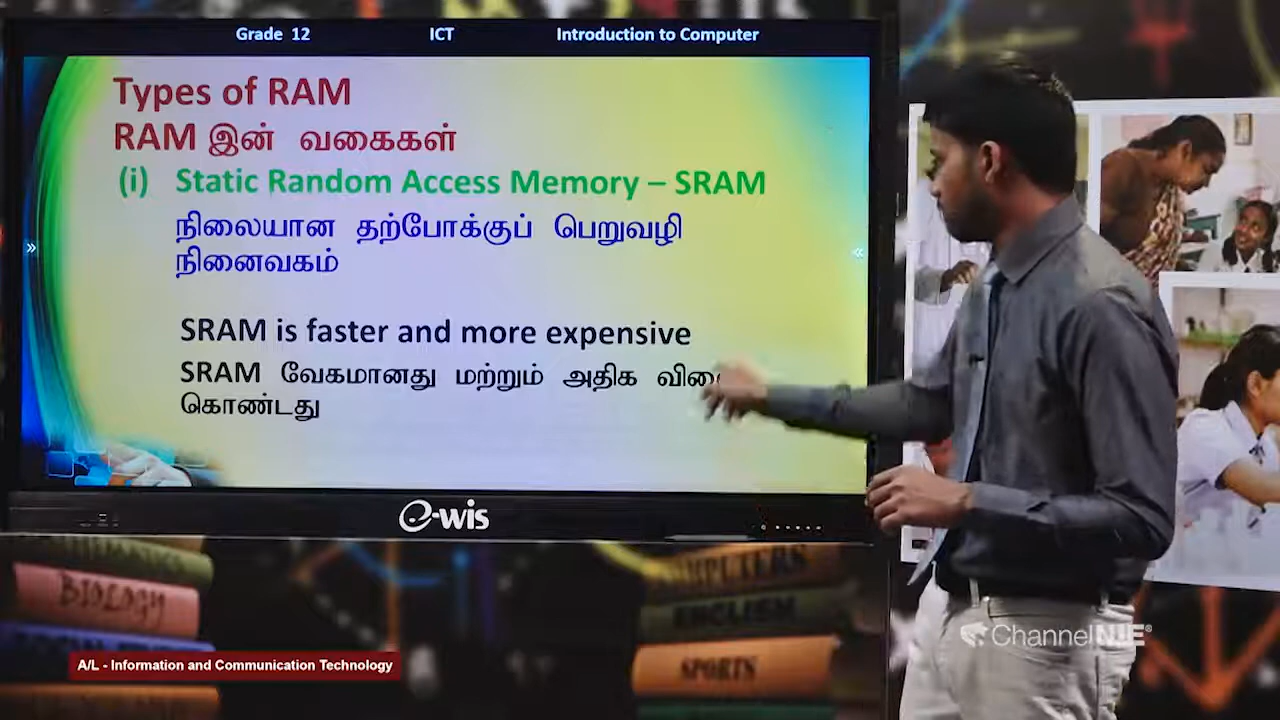 Grade 12 ICT Introduction to Computer
Types of RAM
RAM இன் வகைகள்
(i) Static Random Access Memory – SRAM
நிலையான தற்போக்குப் பெறுவழி
நினைவகம்
SRAM is faster and more expensive
SRAM வேகமானது மற்றும் அதிக
கொண்டது
e-wis
BIOLOGY
ENGLISH
SPORTS
A/L - Information and Communication Technology
ChannelNIE